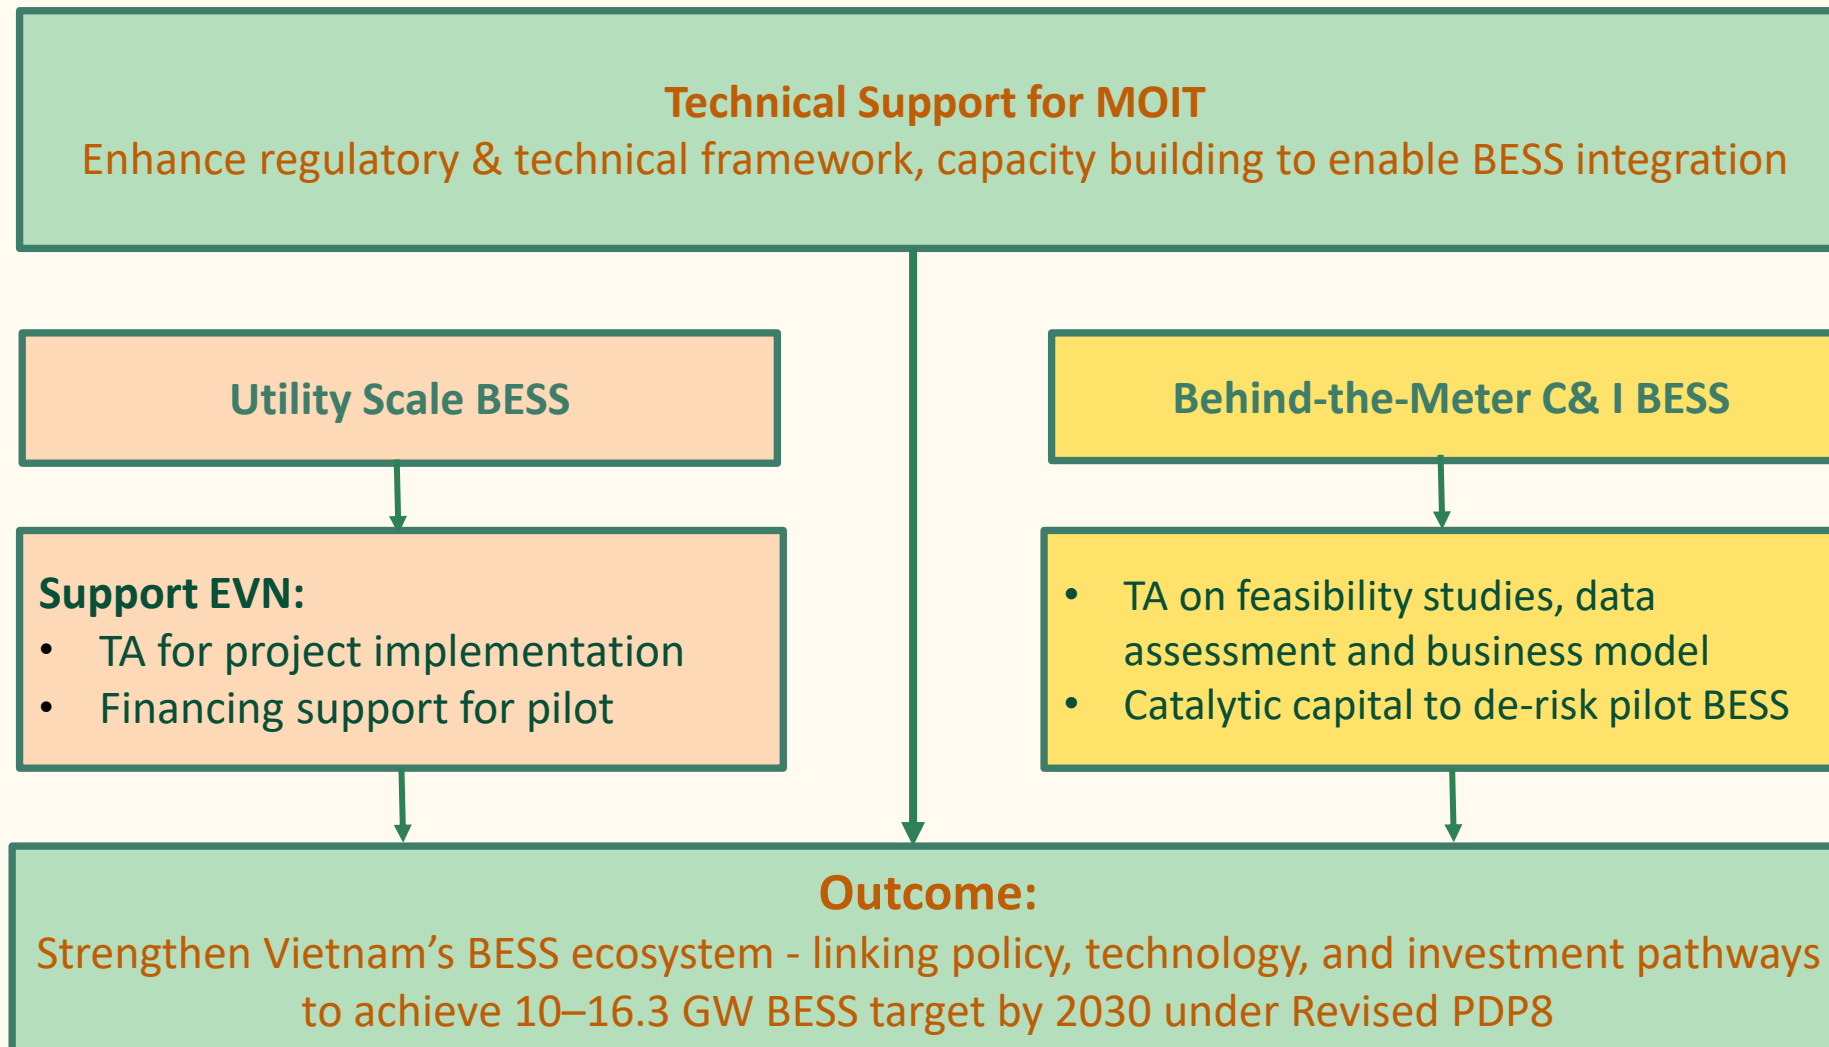 Technical Support for MOIT
Enhance regulatory & technical framework, capacity building to enable BESS integration
Utility Scale BESS
Behind-the-Meter C& I BESS
Support EVN:
• TA for project implementation
• Financing support for pilot
• TA on feasibility studies, data
assessment and business model
• Catalytic capital to de-risk pilot BESS
Outcome:
Strengthen Vietnam’s BESS ecosystem - linking policy, technology, and investment pathways
to achieve 10–16.3 GW BESS target by 2030 under Revised PDP8